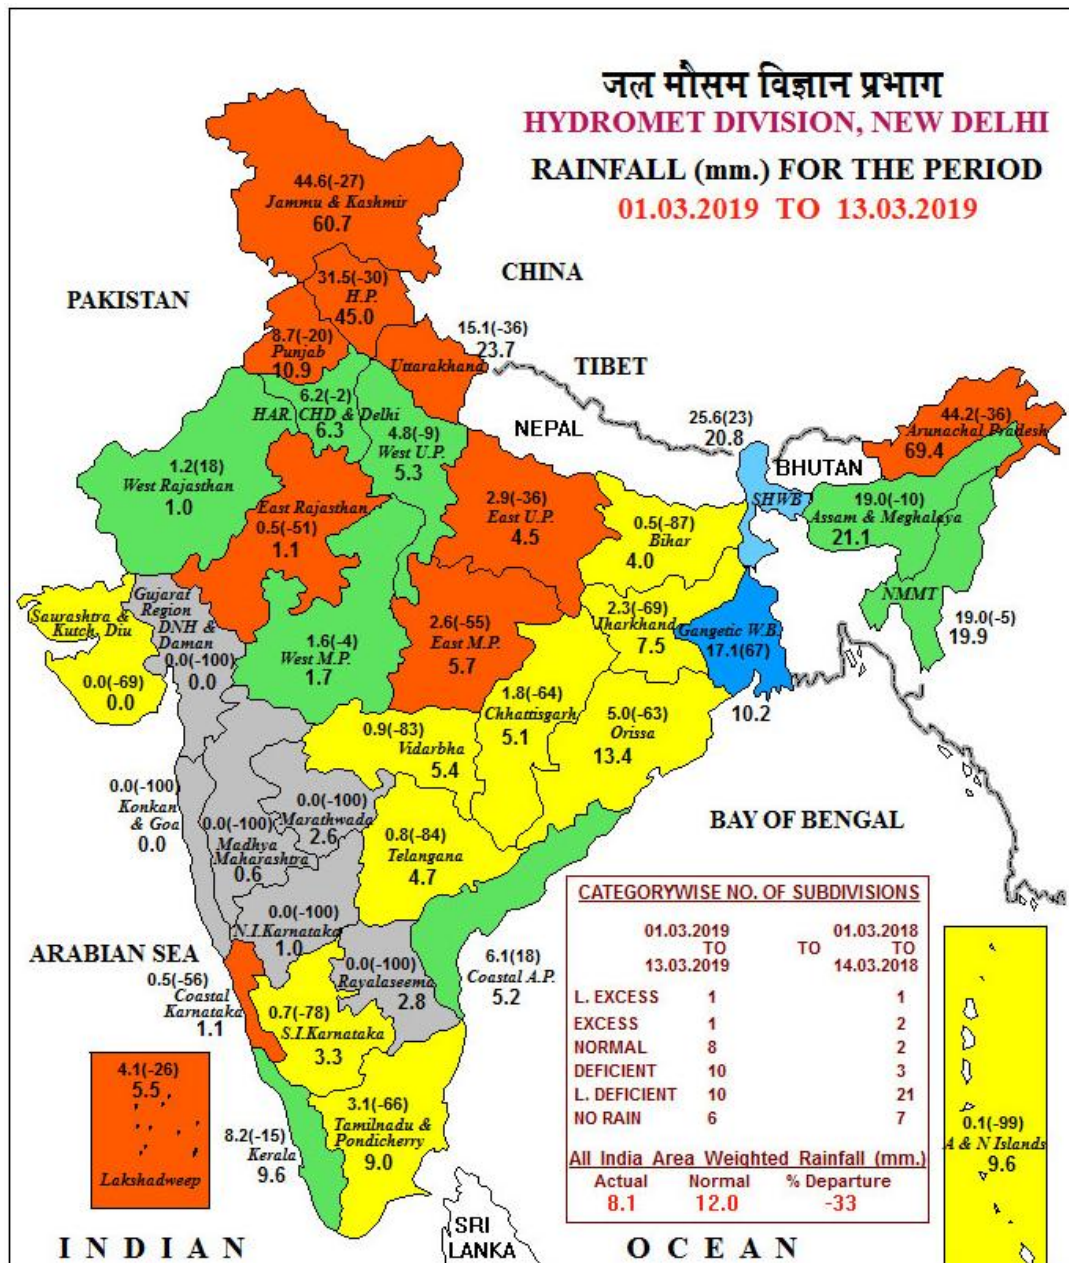 जल मौसम विज्ञान प्रभाग
HYDROMET DIVISION, NEW DELHI
RAINFALL (mm.) FOR THE PERIOD
01.03.2019 TO 13.03.2019
44.6(-27)
Jammu & Kashmir
60.7
CHINA
31.5(-30)
H.P.
45.0
PAKISTAN
8.7(-20)
Punjab
10.9
15.1(-36)
23.7
Uttarakhand
TIBET
6.2(-2)
HAR. CHD & Delhi
6.3
4.8(-9)
West U.P.
5.3
NEPAL
25.6(23)
20.8
44.2(-36)
Arunachal Pradesh
69.4
BHUTAN
1.2(18)
West Rajasthan
1.0
East Rajasthan
0.5(-51)
1.1
2.9(-36)
East U.P.
4.5
0.5(-87)
Bihar
4.0
SHWB
19.0(-10)
Assam & Meghalaya
21.1
NMMT
19.0(-5)
19.9
Saurashtra &
Kutch, Diu
0.0(-69)
0.0
Gujarat
Region
DNH &
Daman
0.0(-100)
0.0
1.6(-4)
West M.P.
1.7
2.6(-55)
East M.P.
5.7
2.3(-69)
Jharkhand
7.5
Gangetic W.B.
17.1(67)
10.2
1.8(-64)
Chhattisgarh
5.1
5.0(-63)
Orissa
13.4
0.9(-83)
Vidarbha
5.4
0.0(-100)
Konkan
& Goa
0.0
0.0(-100)
Madhya
Maharashtra
0.6
0.0(-100)
Marathwada
2.6
0.8(-84)
Telangana
4.7
BAY OF BENGAL
0.0(-100)
N.I.Karnataka
1.0
ARABIAN SEA
0.5(-56)
Coastal
Karnataka
1.1
0.0(-100)
Rayalaseema
2.8
6.1(18)
Coastal A.P.
5.2
0.7(-78)
S.I.Karnataka
3.3
4.1(-26)
5.5
Lakshadweep
8.2(-15)
Kerala
9.6
3.1(-66)
Tamilnadu &
Pondicherry
9.0
CATEGORYWISE NO. OF SUBDIVISIONS
01.03.2019 01.03.2018
TO TO TO
13.03.2019 14.03.2018
L. EXCESS 1 1
EXCESS 1 2
NORMAL 8 2
DEFICIENT 10 3
L. DEFICIENT 10 21
NO RAIN 6 7
All India Area Weighted Rainfall (mm.)
Actual Normal % Departure
8.1 12.0 -33
0.1(-99)
A & N Islands
9.6
SRI
LANKA
INDIAN OCEAN